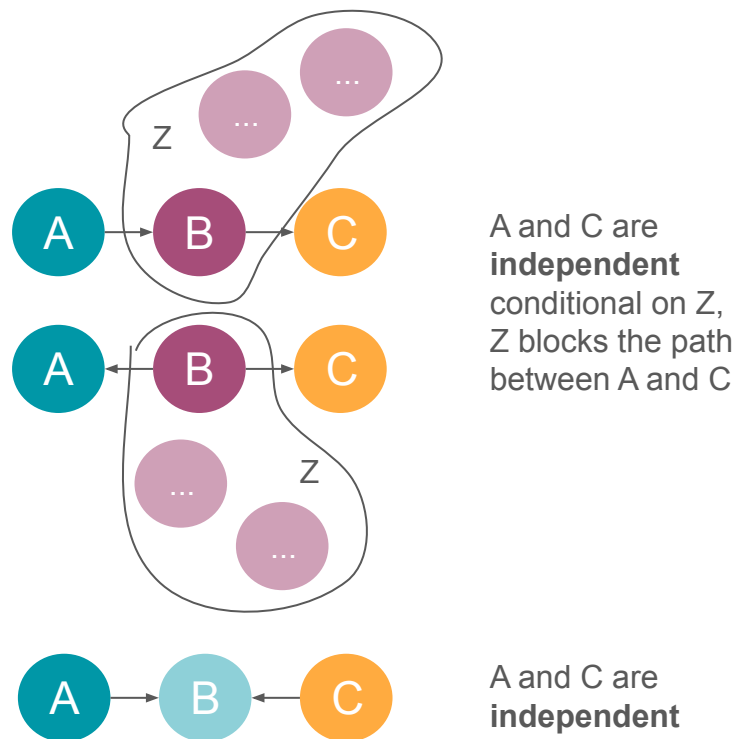 ... ...
Z
A B C
A and C are
independent
conditional on Z,
Z blocks the path
between A and C
A B C
... Z
...
A B C
A and C are
independent